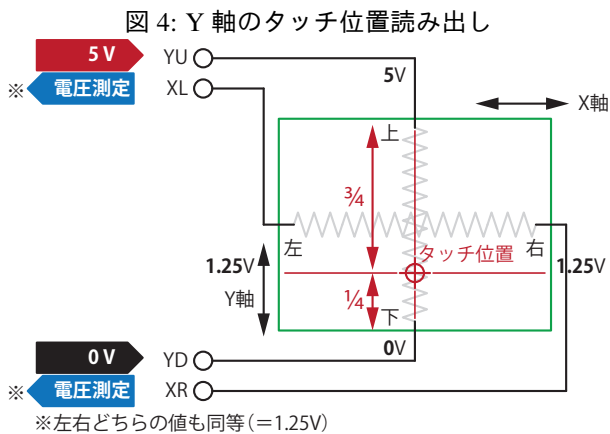 図 4: Y 軸のタッチ位置読み出し
5 V
YU
※
電圧測定
XL
5V
X軸
上
3⁄4
左
右
タッチ位置
1.25V
1.25V
Y軸
1⁄4
下
0V
0 V
YD
※
電圧測定
XR
※左右どちらの値も同等(=1.25V)